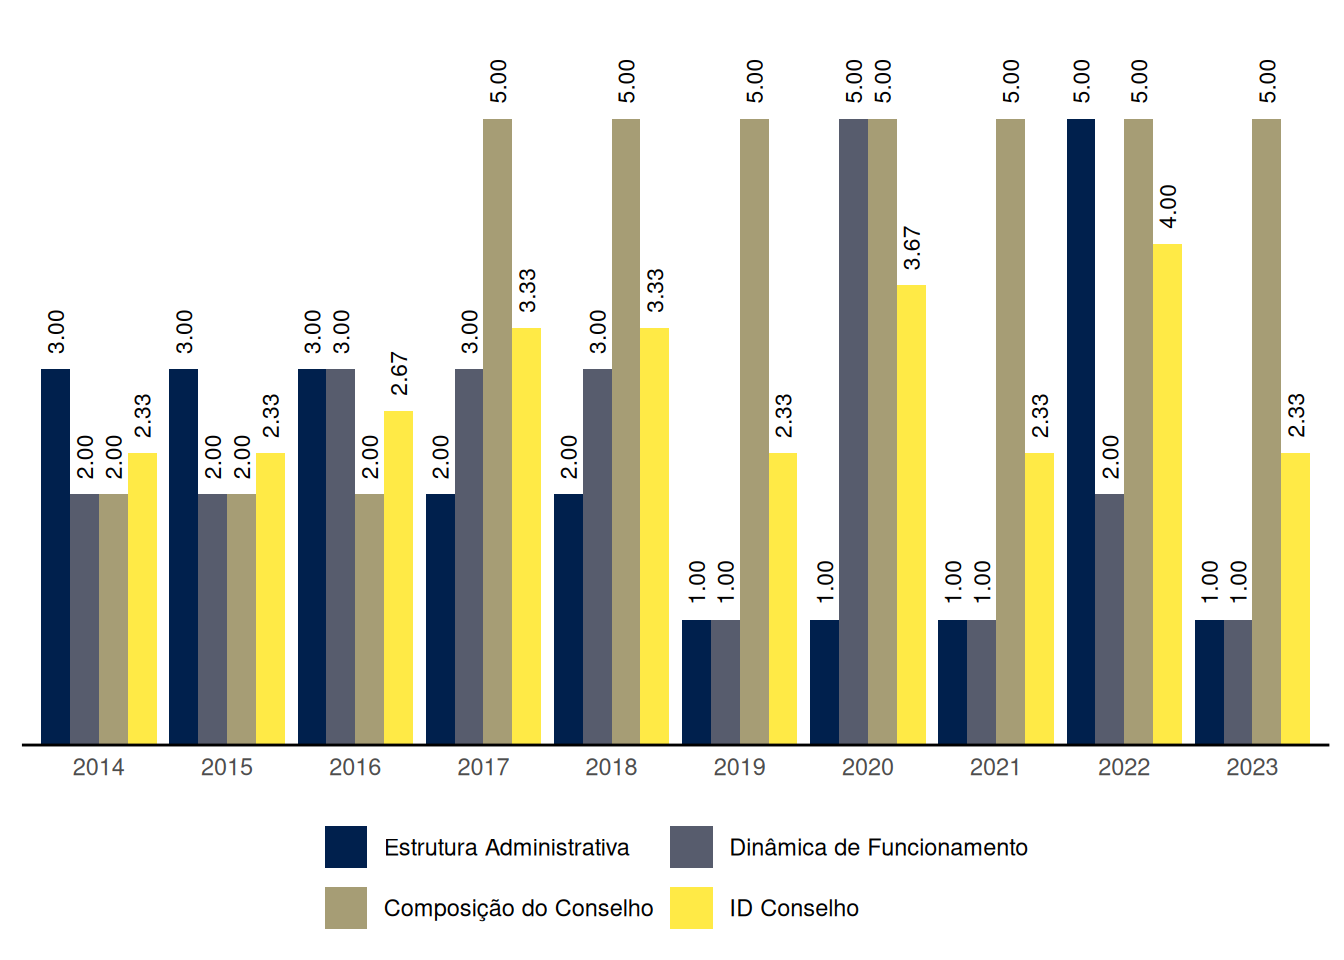 3.00 2.00 2.00 2.33 3.00 2.00 2.00 2.33 3.00 3.00 2.00 2.67 2.00 3.00 5.00 3.33 2.00 3.00 5.00 3.33 1.00 1.00 5.00 2.33 1.00 5.00 5.00 3.67 1.00 1.00 5.00 2.33 5.00 2.00 5.00 4.00 1.00 1.00 5.00 2.33
2014 2015 2016 2017 2018 2019 2020 2021 2022 2023
Estrutura Administrativa Dinâmica de Funcionamento
Composição do Conselho ID Conselho